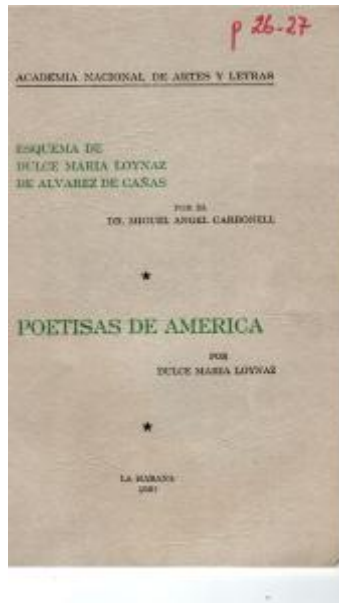 p 26-27
ACADEMIA NACIONAL DE ARTES Y LETRAS
ESQUEMA DE
DULCE MARIA LOYNAZ
DE ALVAREZ DE CAÑAS
POR EL
DR. MIGUEL ANGEL CARBONELL
POETISAS DE AMERICA
POR
DULCE MARIA LOYNAZ
LA HABANA